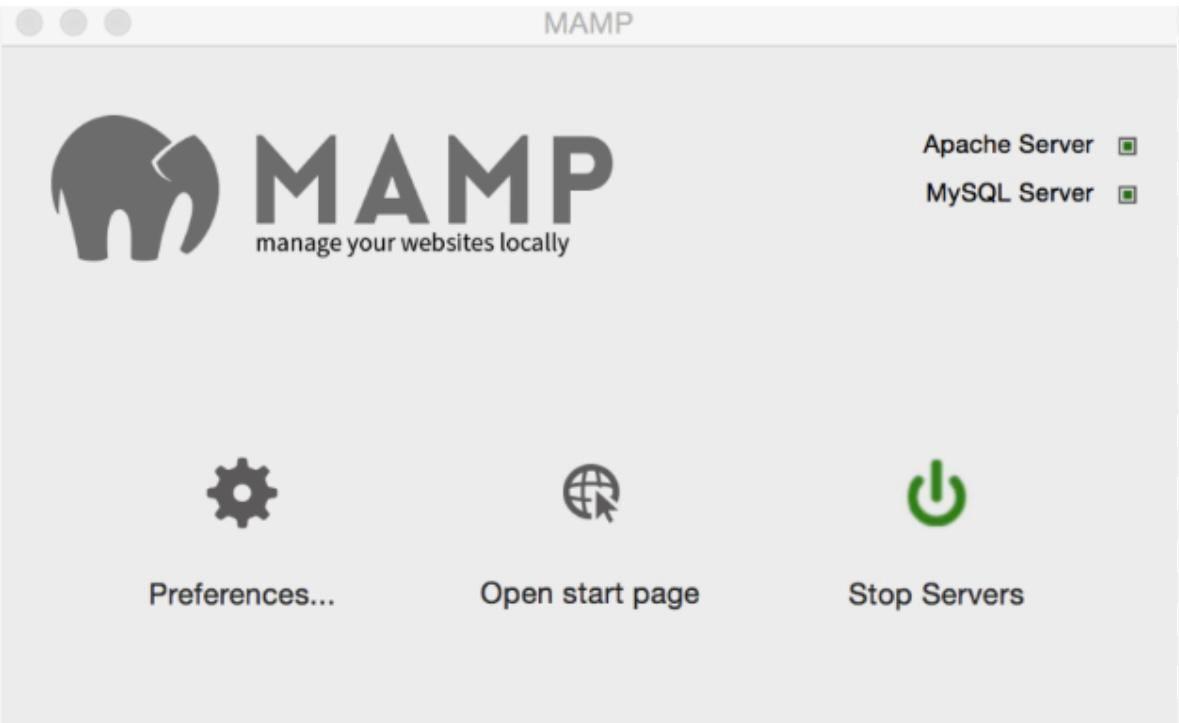 MAMP
MAMP
manage your websites locally
Apache Server
MySQL Server
Preferences...
Open start page
Stop Servers